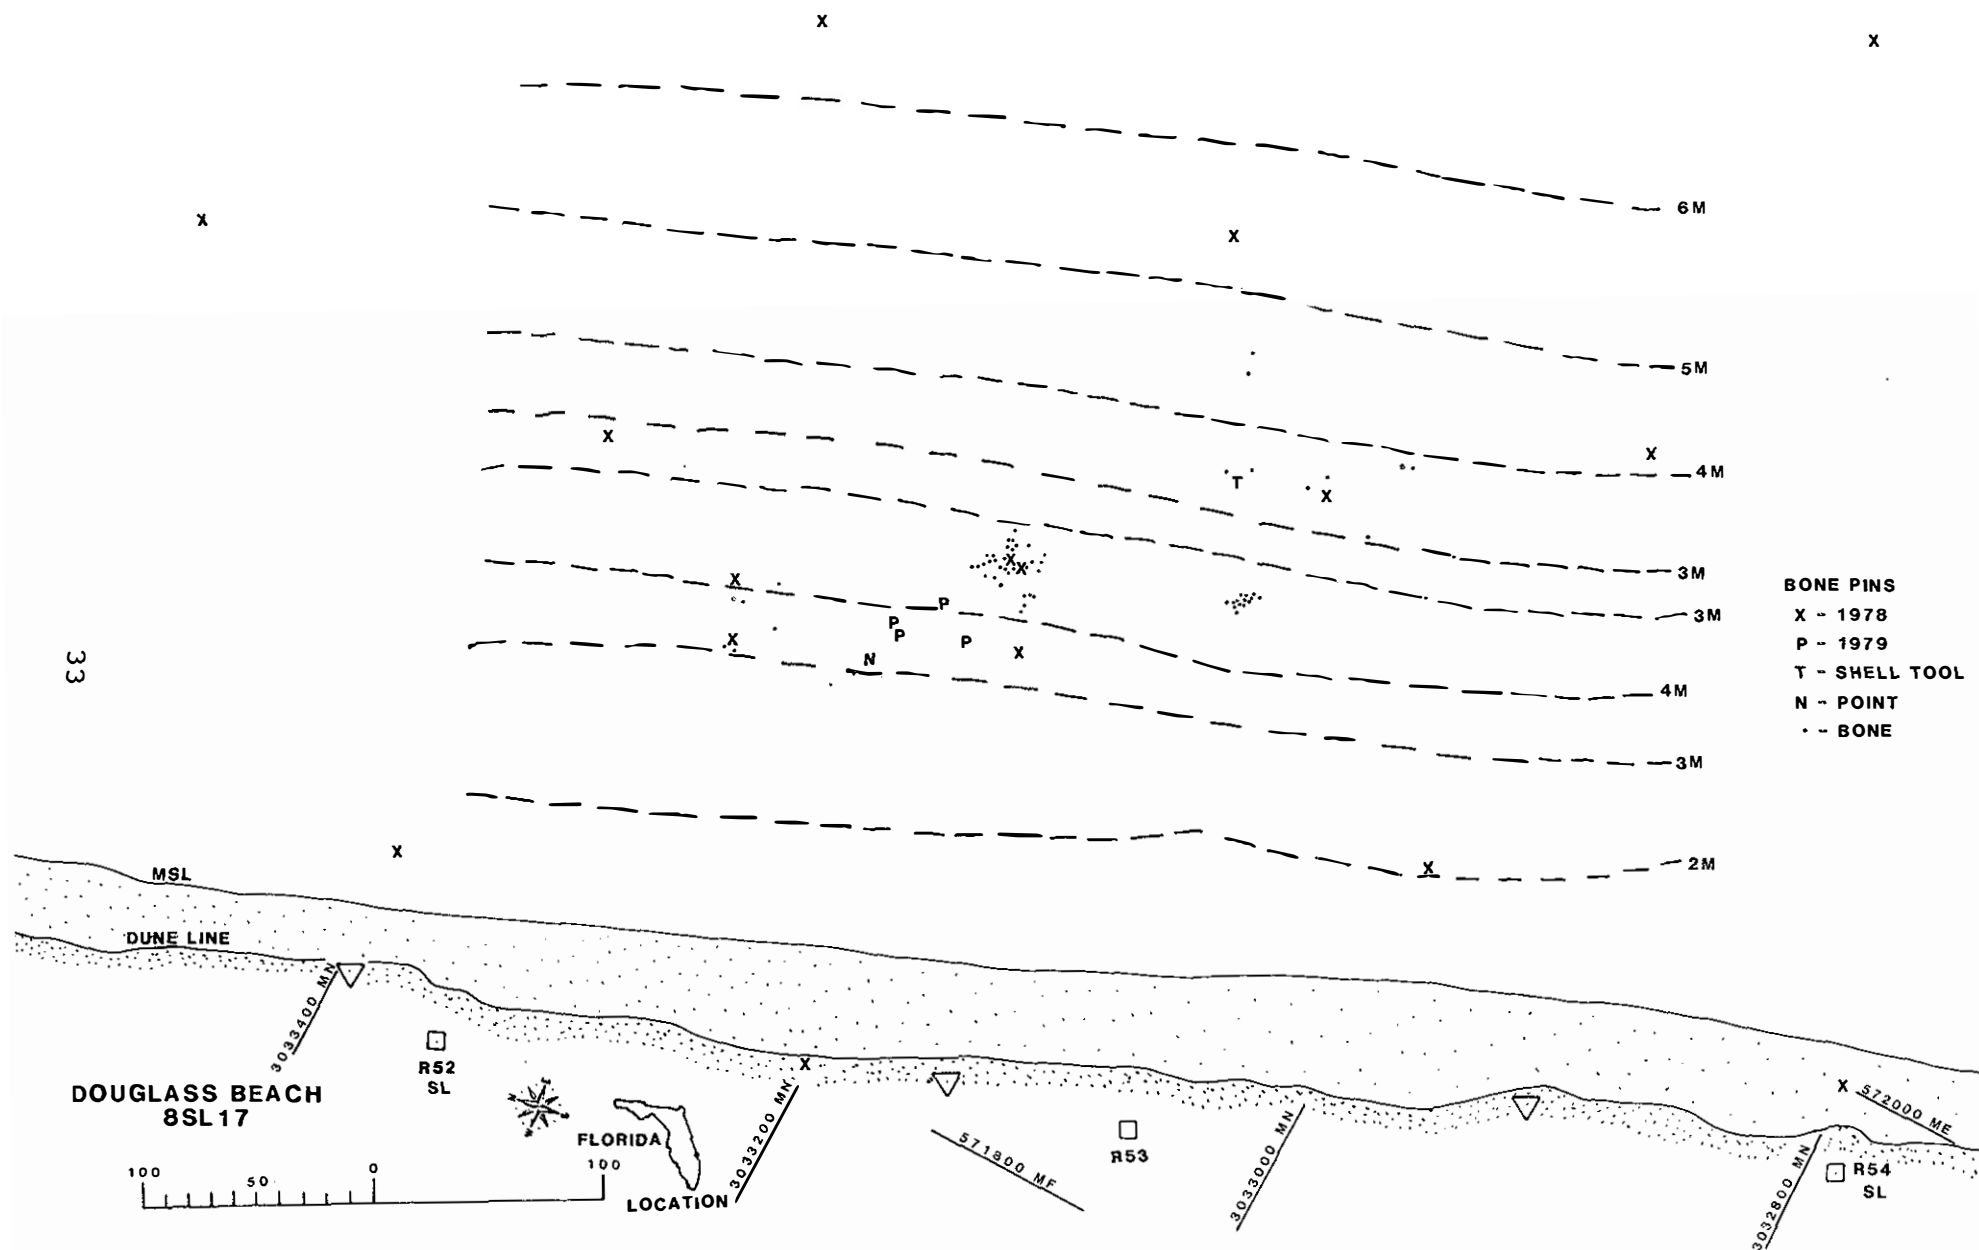 X
X
6M
X
X
5M
X
X
4M
T
X
X X
3M
X
3M
P
P
P
P
X
X
N
4M
3M
BONE PINS
X - 1978
P - 1979
T - SHELL TOOL
N - POINT
· - BONE
33
X
X
2M
MSL
DUNE LINE
3033400 MN
R52
SL
DOUGLASS BEACH
8SL17
N
FLORIDA
LOCATION
100
50
0
100
X
3033200 MN
571800 MF
R53
3033000 MN
X
572000 ME
3032800 MN
R54
SL